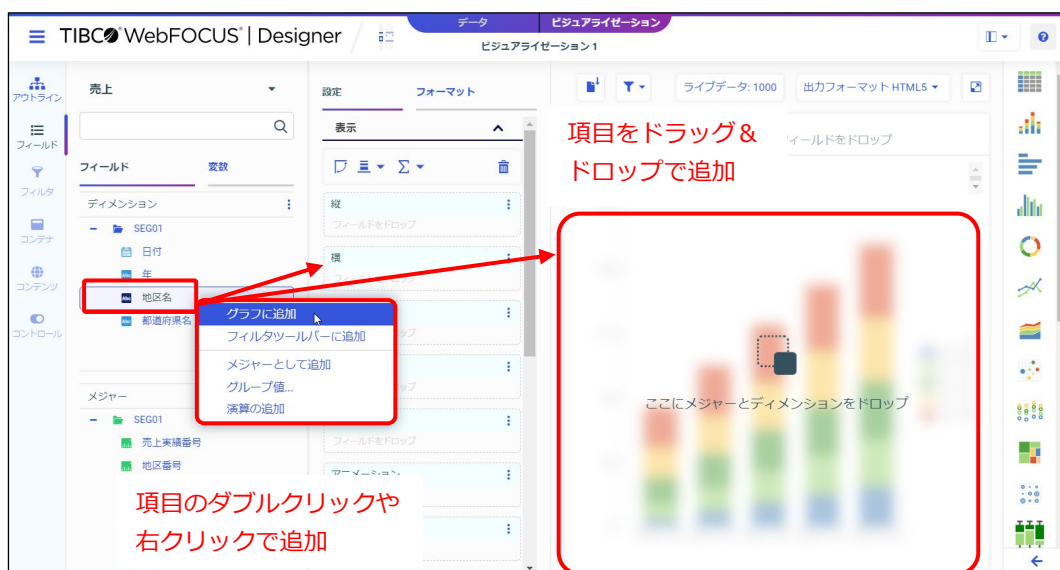 データ
ビジュアライゼーション
TIBCO WebFOCUS | Designer
ビジュアライゼーション 1
アウトライン
フィールド
フィルタ
コンテナ
コンテンツ
コントロール
売上
フィールド
変数
ディメンション
SEG01
日付
年
地区名
都道府県名
メジャー
SEG01
売上実績番号
地区番号
グラフに追加
フィルタツールバーに追加
メジャーとして追加
グループ値...
演算の追加
項目のダブルクリックや
右クリックで追加
設定
フォーマット
表示
縦
フィールドをドロップ
横
フィールドをドロップ
フィールドをドロップ
アニメーション
ライブデータ: 1000
出力フォーマット HTML5
項目をドラッグ&
ドロップで追加
フィールドをドロップ
ここにメジャーとディメンションをドロップ